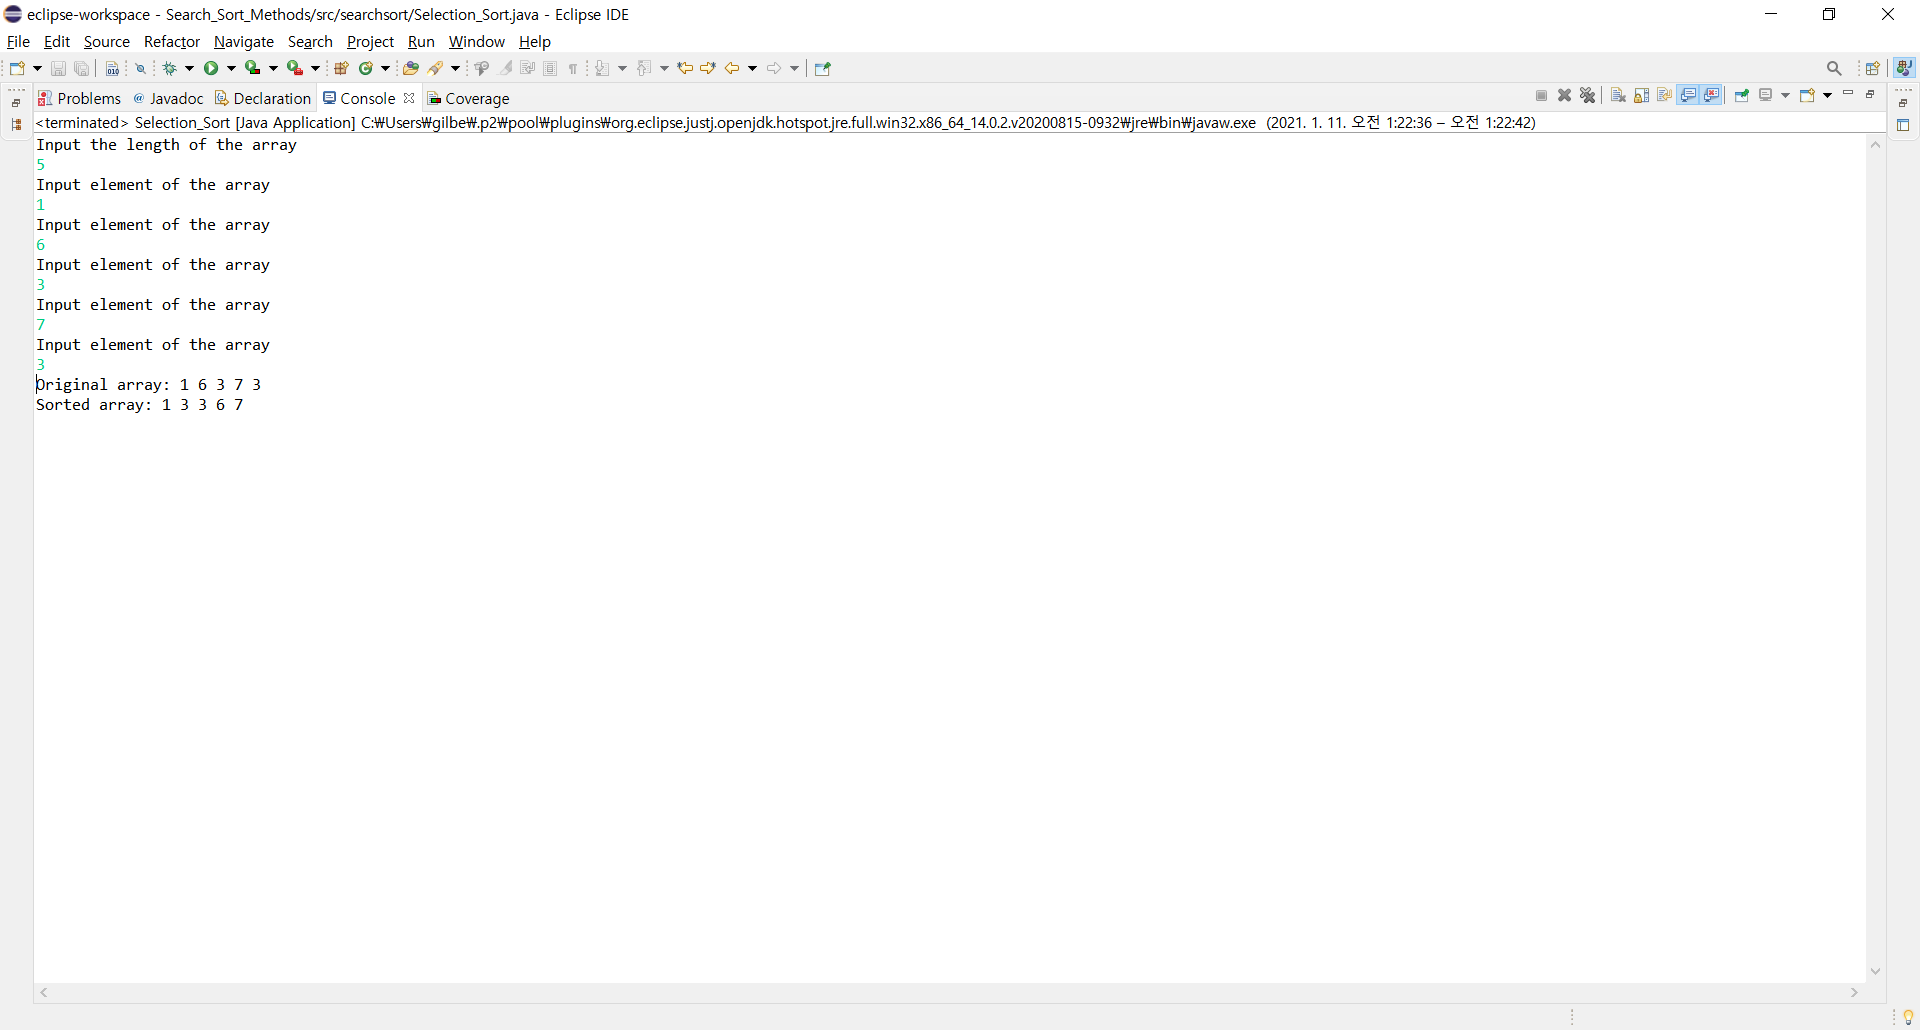 eclipse-workspace - Search_Sort_Methods/src/searchsort/Selection_Sort.java - Eclipse IDE
File Edit Source Refactor Navigate Search Project Run Window Help
Problems @ Javadoc Declaration Console Coverage
<terminated> Selection_Sort [Java Application] C:₩Users₩gilbe₩.p2₩pool₩plugins₩org.eclipse.justj.openjdk.hotspot.jre.full.win32.x86_64_14.0.2.v20200815-0932₩jre₩bin₩javaw.exe (2021. 1. 11. 오전 1:22:36 – 오전 1:22:42)
Input the length of the array
5
Input element of the array
1
Input element of the array
6
Input element of the array
3
Input element of the array
7
Input element of the array
3
Original array: 1 6 3 7 3
Sorted array: 1 3 3 6 7